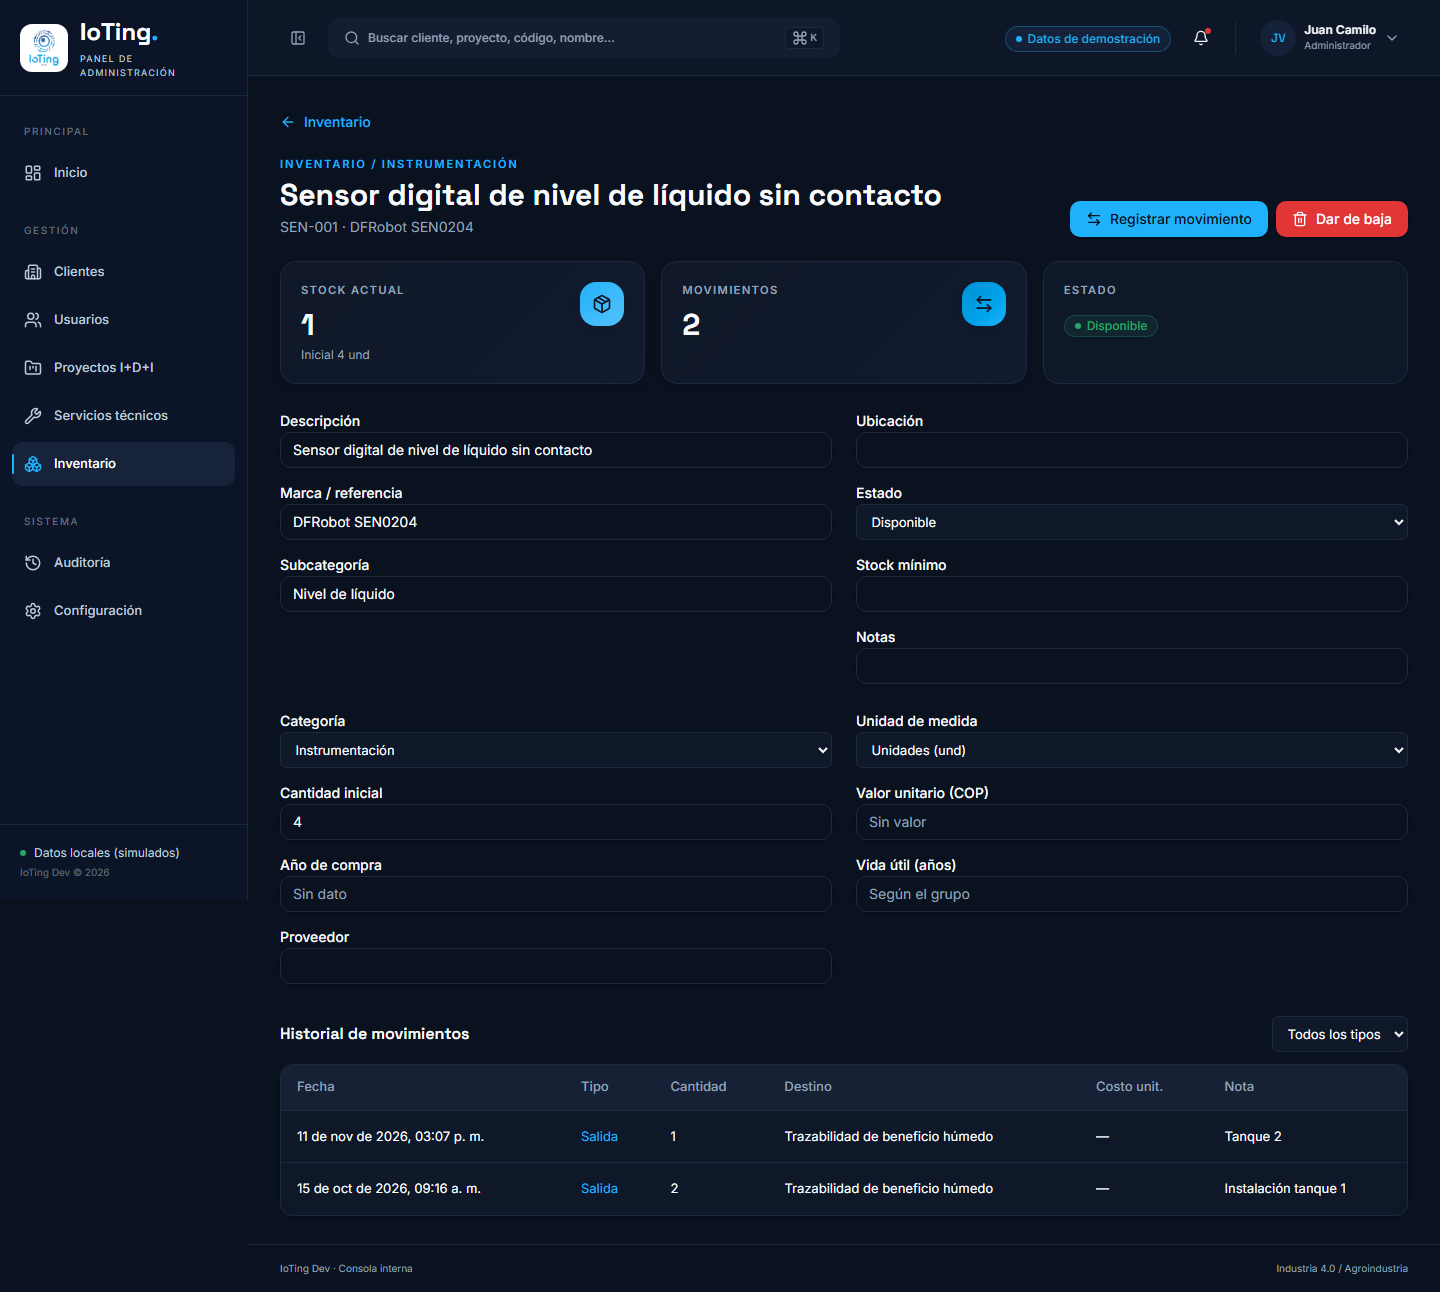 IoTing.
PANEL DE
ADMINISTRACIÓN
IoTing
Buscar cliente, proyecto, código, nombre...
⌘ K
Datos de demostración
JV
Juan Camilo
Administrador
PRINCIPAL
Inicio
GESTIÓN
Clientes
Usuarios
Proyectos I+D+I
Servicios técnicos
Inventario
SISTEMA
Auditoría
Configuración
Datos locales (simulados)
IoTing Dev © 2026
Inventario
INVENTARIO / INSTRUMENTACIÓN
Sensor digital de nivel de líquido sin contacto
SEN-001 · DFRobot SEN0204
Registrar movimiento
Dar de baja
STOCK ACTUAL
1
Inicial 4 und
MOVIMIENTOS
2
ESTADO
Disponible
Descripción
Sensor digital de nivel de líquido sin contacto
Ubicación
Marca / referencia
DFRobot SEN0204
Estado
Disponible
Subcategoría
Nivel de líquido
Stock mínimo
Notas
Categoría
Instrumentación
Unidad de medida
Unidades (und)
Cantidad inicial
4
Valor unitario (COP)
Sin valor
Año de compra
Sin dato
Vida útil (años)
Según el grupo
Proveedor
Historial de movimientos
Todos los tipos
Fecha Tipo Cantidad Destino Costo unit. Nota
11 de nov de 2026, 03:07 p. m. Salida 1 Trazabilidad de beneficio húmedo — Tanque 2
15 de oct de 2026, 09:16 a. m. Salida 2 Trazabilidad de beneficio húmedo — Instalación tanque 1
IoTing Dev · Consola interna
Industria 4.0 / Agroindustria